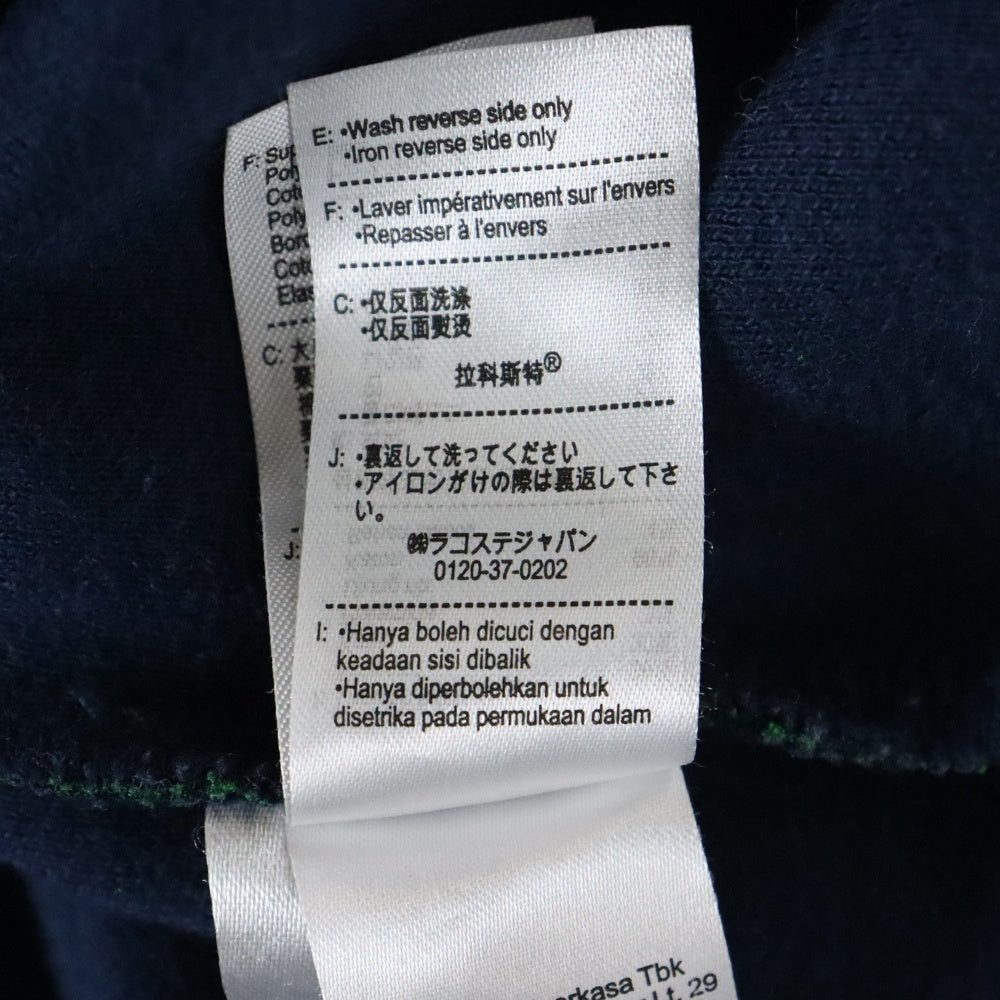 E: •Wash reverse side only
•Iron reverse side only
F: •Laver impérativement sur l'envers
•Repasser à l'envers
C: •仅反面洗涤
•仅反面熨烫
拉科斯特®
J: •裏返して洗ってください
•アイロンがけの際は裏返して下さ
い。
㈱ラコステジャパン
0120-37-0202
I: •Hanya boleh dicuci dengan
keadaan sisi dibalik
•Hanya diperbolehkan untuk
disetrika pada permukaan dalam
F:
C:
J:
Tbk
Lt. 29